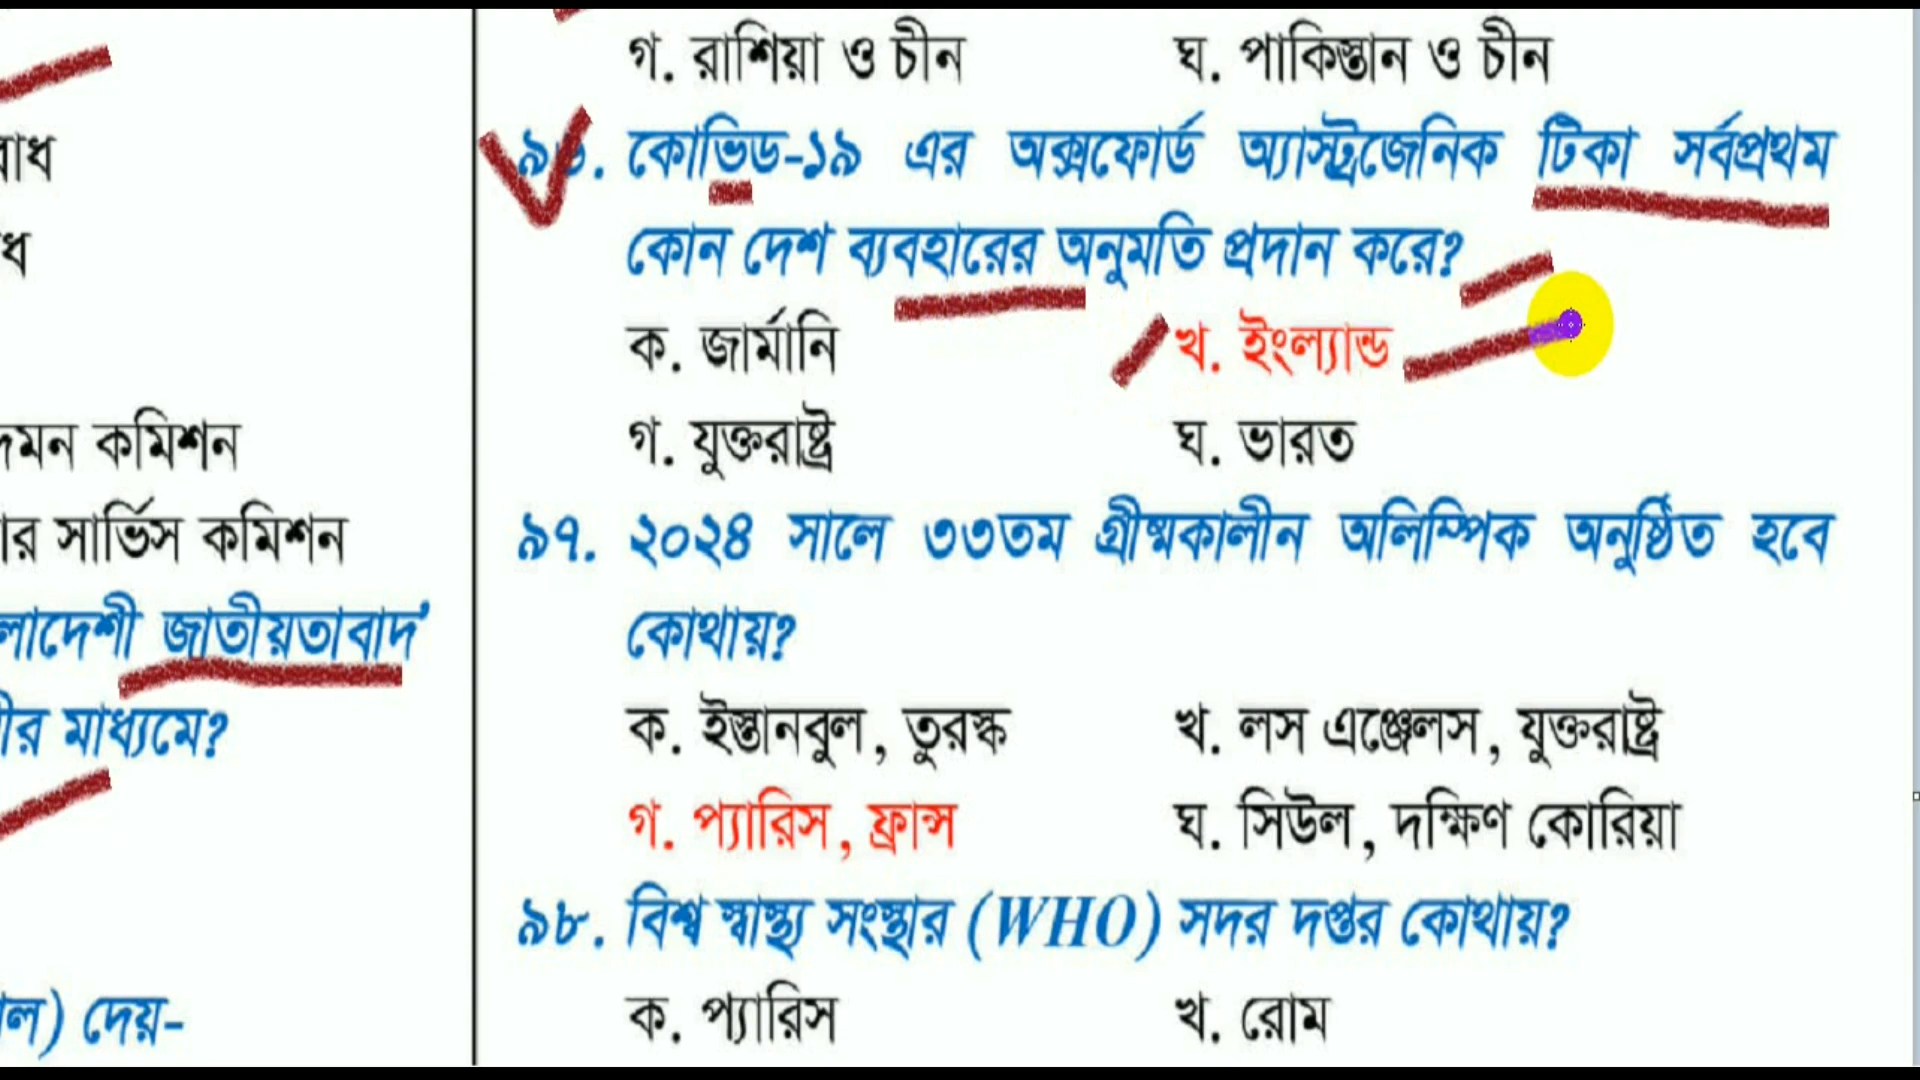 াধ
ধ
দমন কমিশন
ার সার্ভিস কমিশন
লাদেশী জাতীয়তাবাদ'
ীর মাধ্যমে?
ল) দেয়-
গ. রাশিয়া ও চীন ঘ. পাকিস্তান ও চীন
৯৬. কোভিড-১৯ এর অক্সফোর্ড অ্যাস্ট্রজেনিক টিকা সর্বপ্রথম
কোন দেশ ব্যবহারের অনুমতি প্রদান করে?
ক. জার্মানি খ. ইংল্যান্ড
গ. যুক্তরাষ্ট্র ঘ. ভারত
৯৭. ২০২৪ সালে ৩৩তম গ্রীষ্মকালীন অলিম্পিক অনুষ্ঠিত হবে
কোথায়?
ক. ইস্তানবুল, তুরস্ক খ. লস এঞ্জেলস, যুক্তরাষ্ট্র
গ. প্যারিস, ফ্রান্স ঘ. সিউল, দক্ষিণ কোরিয়া
৯৮. বিশ্ব স্বাস্থ্য সংস্থার (WHO) সদর দপ্তর কোথায়?
ক. প্যারিস খ. রোম